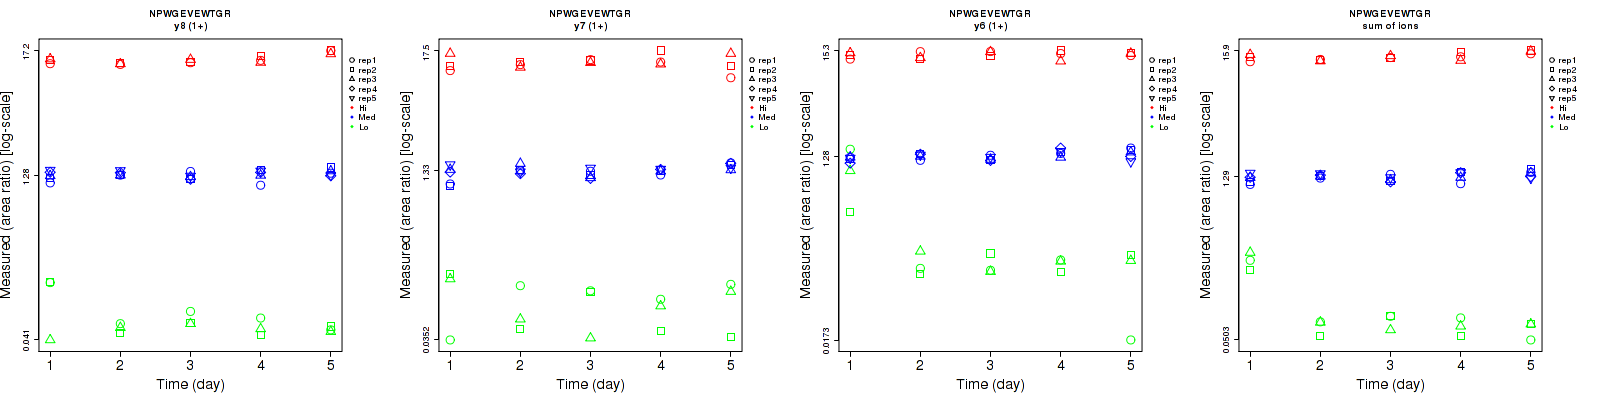 NPWGEVEWTGR
y8 (1+)
17.2
1.28
0.041
Measured (area ratio) [log-scale]
1 2 3 4 5
Time (day)
rep1
rep2
rep3
rep4
rep5
Hi
Med
Lo
NPWGEVEWTGR
y7 (1+)
17.5
1.33
0.0352
Measured (area ratio) [log-scale]
1 2 3 4 5
Time (day)
rep1
rep2
rep3
rep4
rep5
Hi
Med
Lo
NPWGEVEWTGR
y6 (1+)
15.3
1.28
0.0173
Measured (area ratio) [log-scale]
1 2 3 4 5
Time (day)
rep1
rep2
rep3
rep4
rep5
Hi
Med
Lo
NPWGEVEWTGR
sum of ions
15.9
1.29
0.0503
Measured (area ratio) [log-scale]
1 2 3 4 5
Time (day)
rep1
rep2
rep3
rep4
rep5
Hi
Med
Lo